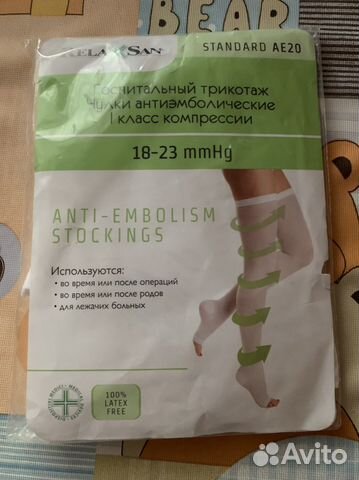 BEAR
RELAXSAN
STANDARD AE20
Госпитальный трикотаж
Чулки антиэмболические
I класс компрессии
18-23 mmHg
ANTI-EMBOLISM
STOCKINGS
Используются:
• во время или после операций
• во время или после родов
• для лежачих больных
100%
LATEX
FREE
Avito